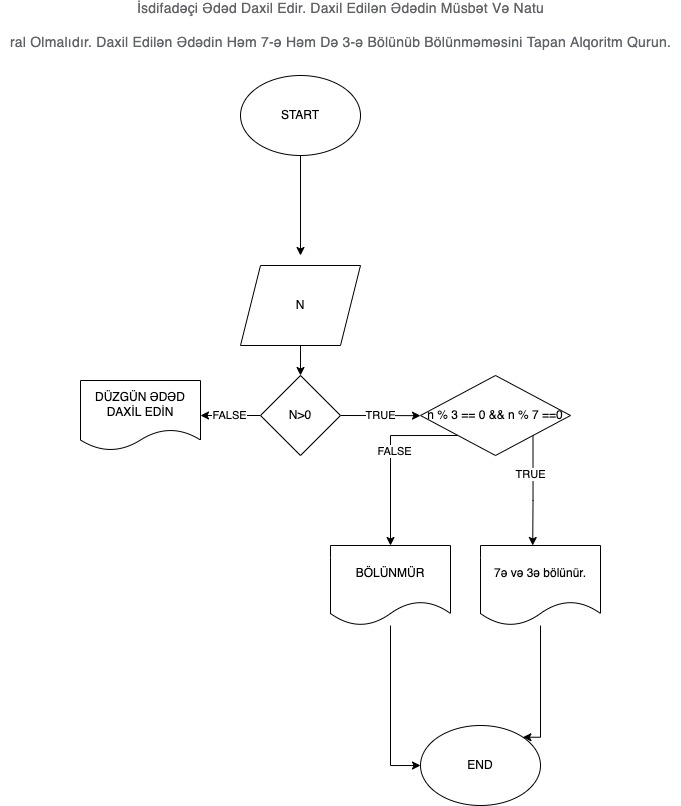 İsdifadəçi Ədəd Daxil Edir. Daxil Edilən Ədədin Müsbət Və Natu
ral Olmalıdır. Daxil Edilən Ədədin Həm 7-ə Həm Də 3-ə Bölünüb Bölünməməsini Tapan Alqoritm Qurun.
START
N
DÜZGÜN ƏDƏD
DAXİL EDİN
FALSE
N>0
TRUE
n % 3 == 0 && n % 7 ==0
FALSE
TRUE
BÖLÜNMÜR
7ə və 3ə bölünür.
END